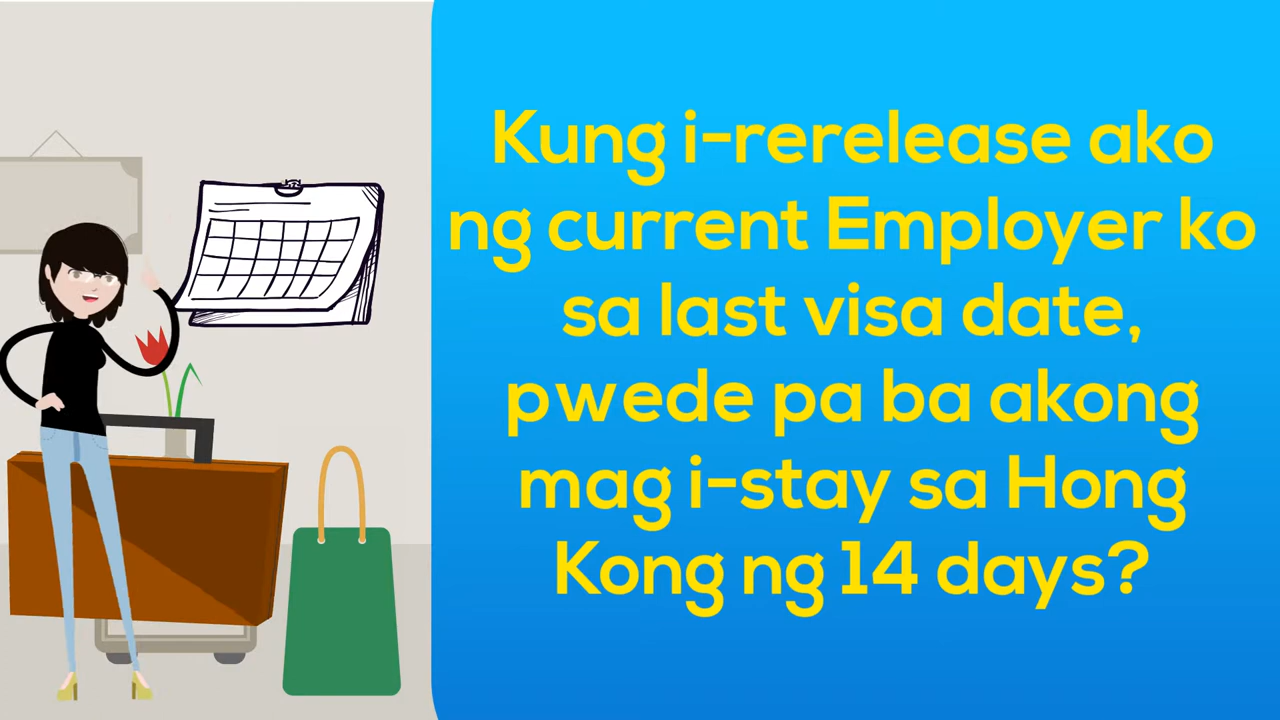 Kung i-rerelease ako
ng current Employer ko
sa last visa date,
pwede pa ba akong
mag i-stay sa Hong
Kong ng 14 days?